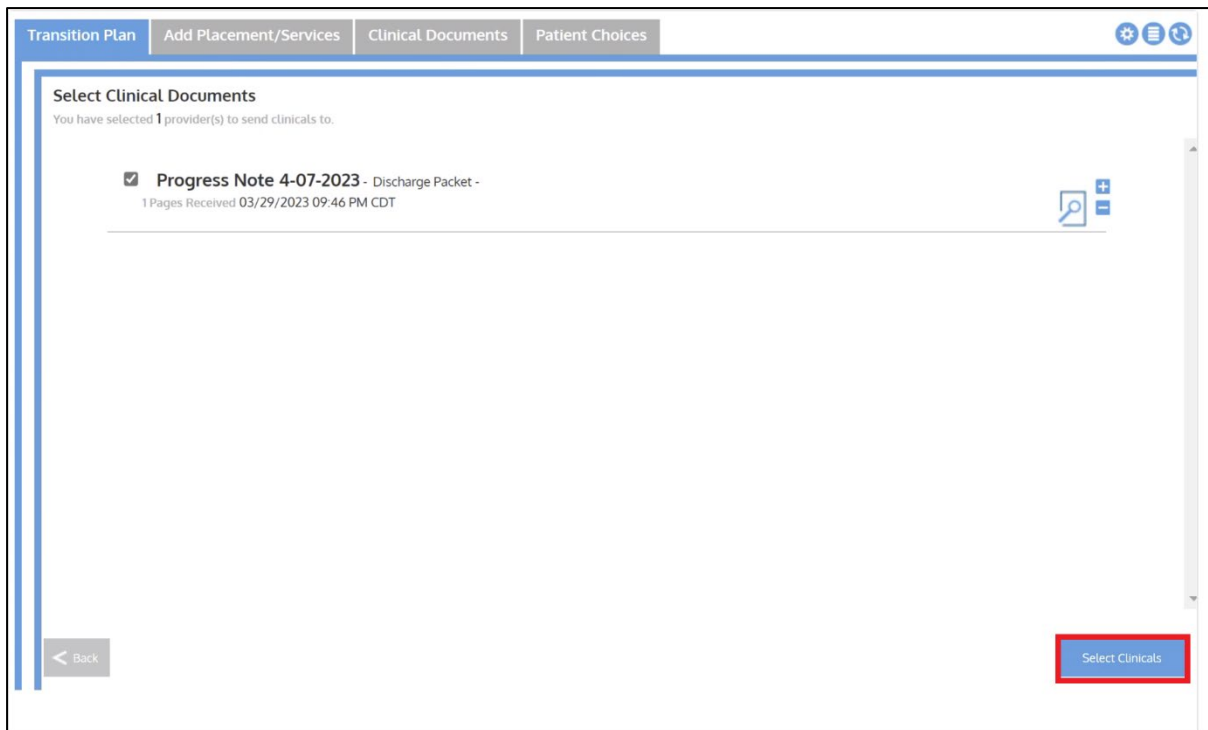 Transition Plan Add Placement/Services Clinical Documents Patient Choices
Select Clinical Documents
You have selected 1 provider(s) to send clinicals to.
Progress Note 4-07-2023 - Discharge Packet -
1 Pages Received 03/29/2023 09:46 PM CDT
< Back Select Clinicals